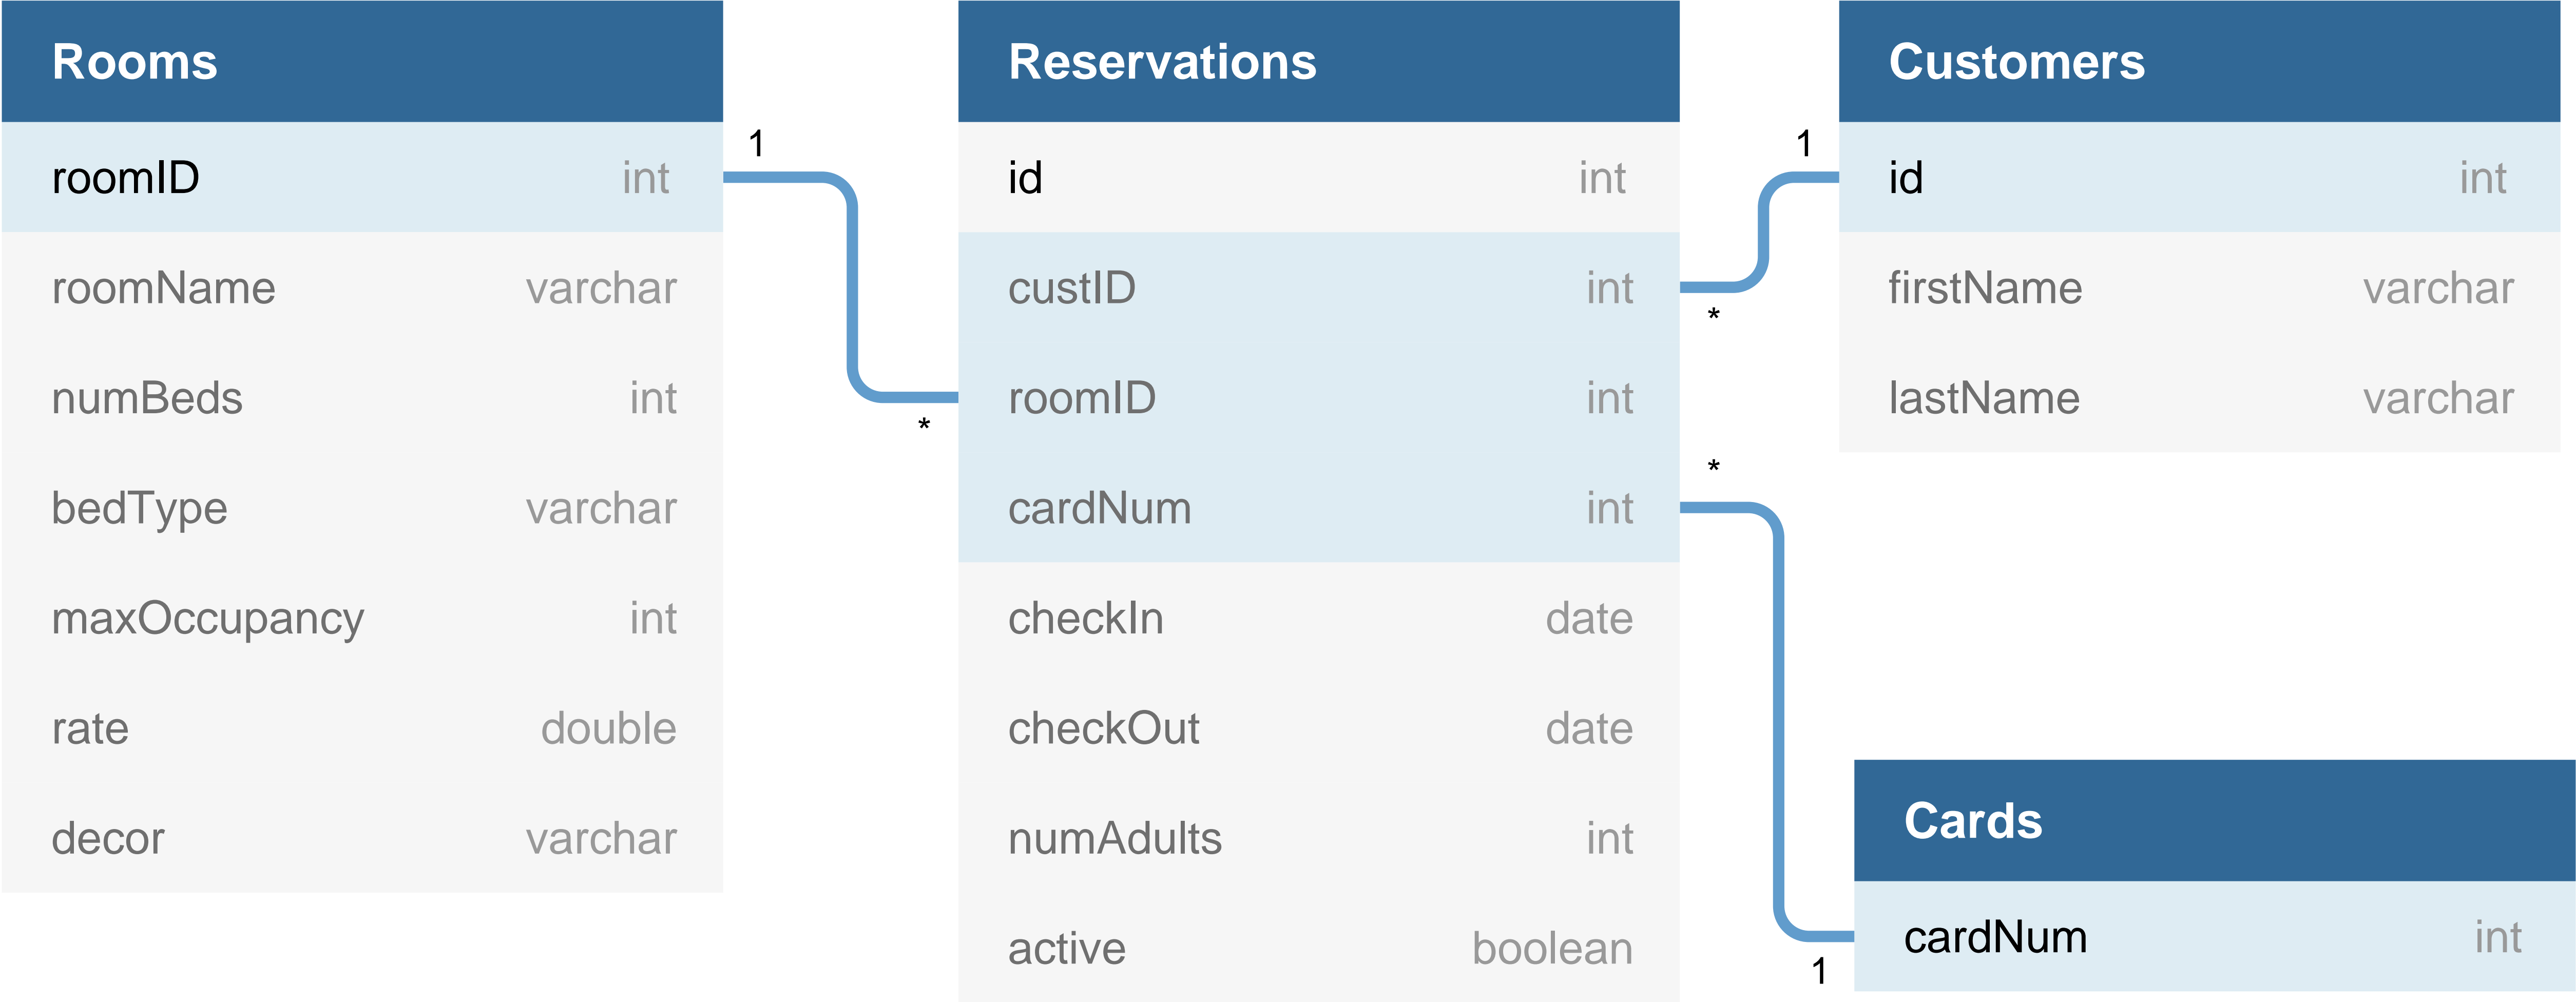 Rooms
roomID int
roomName varchar
numBeds int
bedType varchar
maxOccupancy int
rate double
decor varchar
1
*
Reservations
id int
custID int
roomID int
cardNum int
checkIn date
checkOut date
numAdults int
active boolean
1
*
*
1
Customers
id int
firstName varchar
lastName varchar
Cards
cardNum int